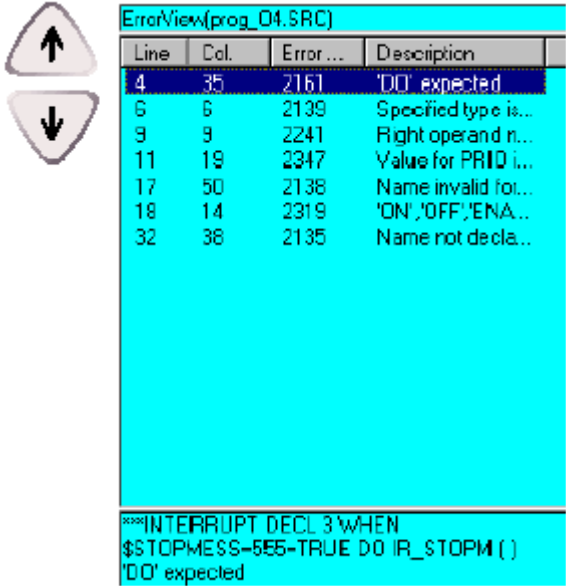 ErrorView(prog_04.SRC)
Line Col. Error... Description
4 35 2161 'DO' expected
6 6 2139 Specified type is...
9 9 2241 Right operand n...
11 19 2347 Value for PRIO i...
17 50 2138 Name invalid for...
18 14 2319 'ON','OFF','ENA...
32 38 2135 Name not decla...
***INTERRUPT DECL 3 WHEN
$STOPMESS=555=TRUE DO IR_STOPM ( )
'DO' expected